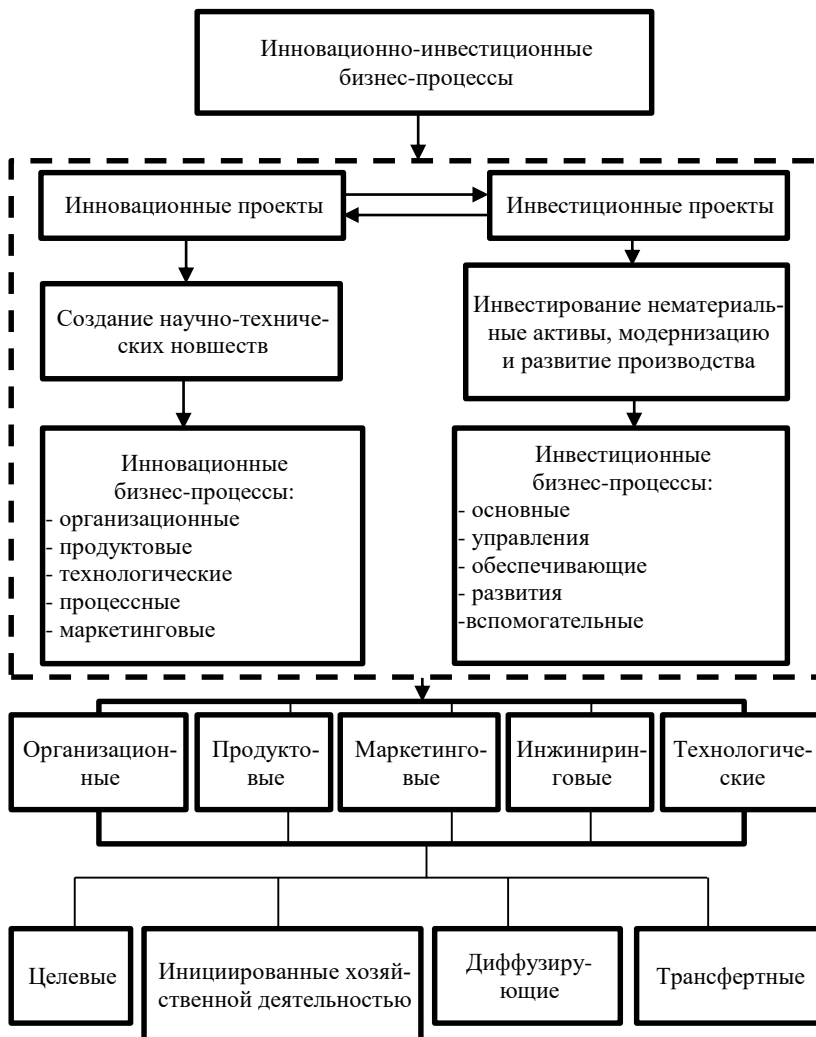 Инновационно-инвестиционные
бизнес-процессы
Инновационные проекты
Инвестиционные проекты
Создание научно-техниче-
ских новшеств
Инвестирование нематериаль-
ные активы, модернизацию
и развитие производства
Инновационные
бизнес-процессы:
- организационные
- продуктовые
- технологические
- процессные
- маркетинговые
Инвестиционные
бизнес-процессы:
- основные
- управления
- обеспечивающие
- развития
-вспомогательные
Организацион-
ные
Продукто-
вые
Маркетинго-
вые
Инжинирин-
говые
Технологиче-
ские
Целевые
Инициированные хозяй-
ственной деятельностью
Диффузиру-
ющие
Трансфертные